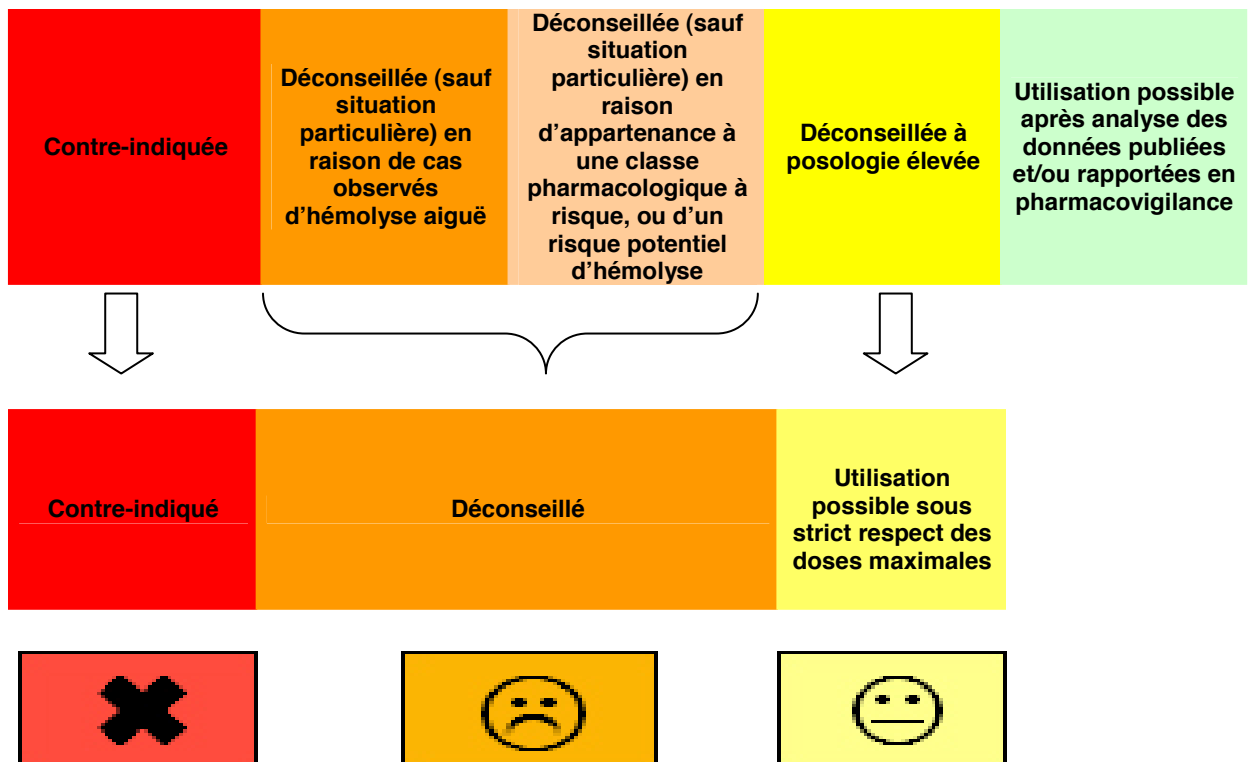 Contre-indiquée
Déconseillée (sauf
situation
particulière) en
raison de cas
observés
d'hémolyse aiguë
Déconseillée (sauf
situation
particulière) en
raison
d'appartenance à
une classe
pharmacologique à
risque, ou d'un
risque potentiel
d'hémolyse
Déconseillée à
posologie élevée
Utilisation possible
après analyse des
données publiées
et/ou rapportées en
pharmacovigilance
Contre-indiqué
Déconseillé
Utilisation
possible sous
strict respect des
doses maximales